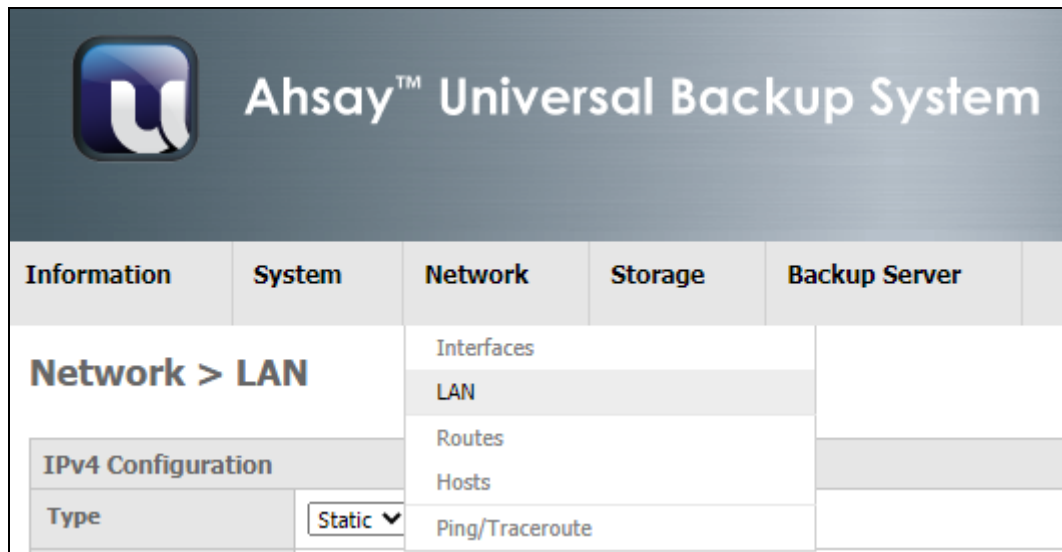 Ahsay™ Universal Backup System
Information System Network Storage Backup Server
Network > LAN
Interfaces
LAN
Routes
Hosts
Ping/Traceroute
IPv4 Configuration
Type Static